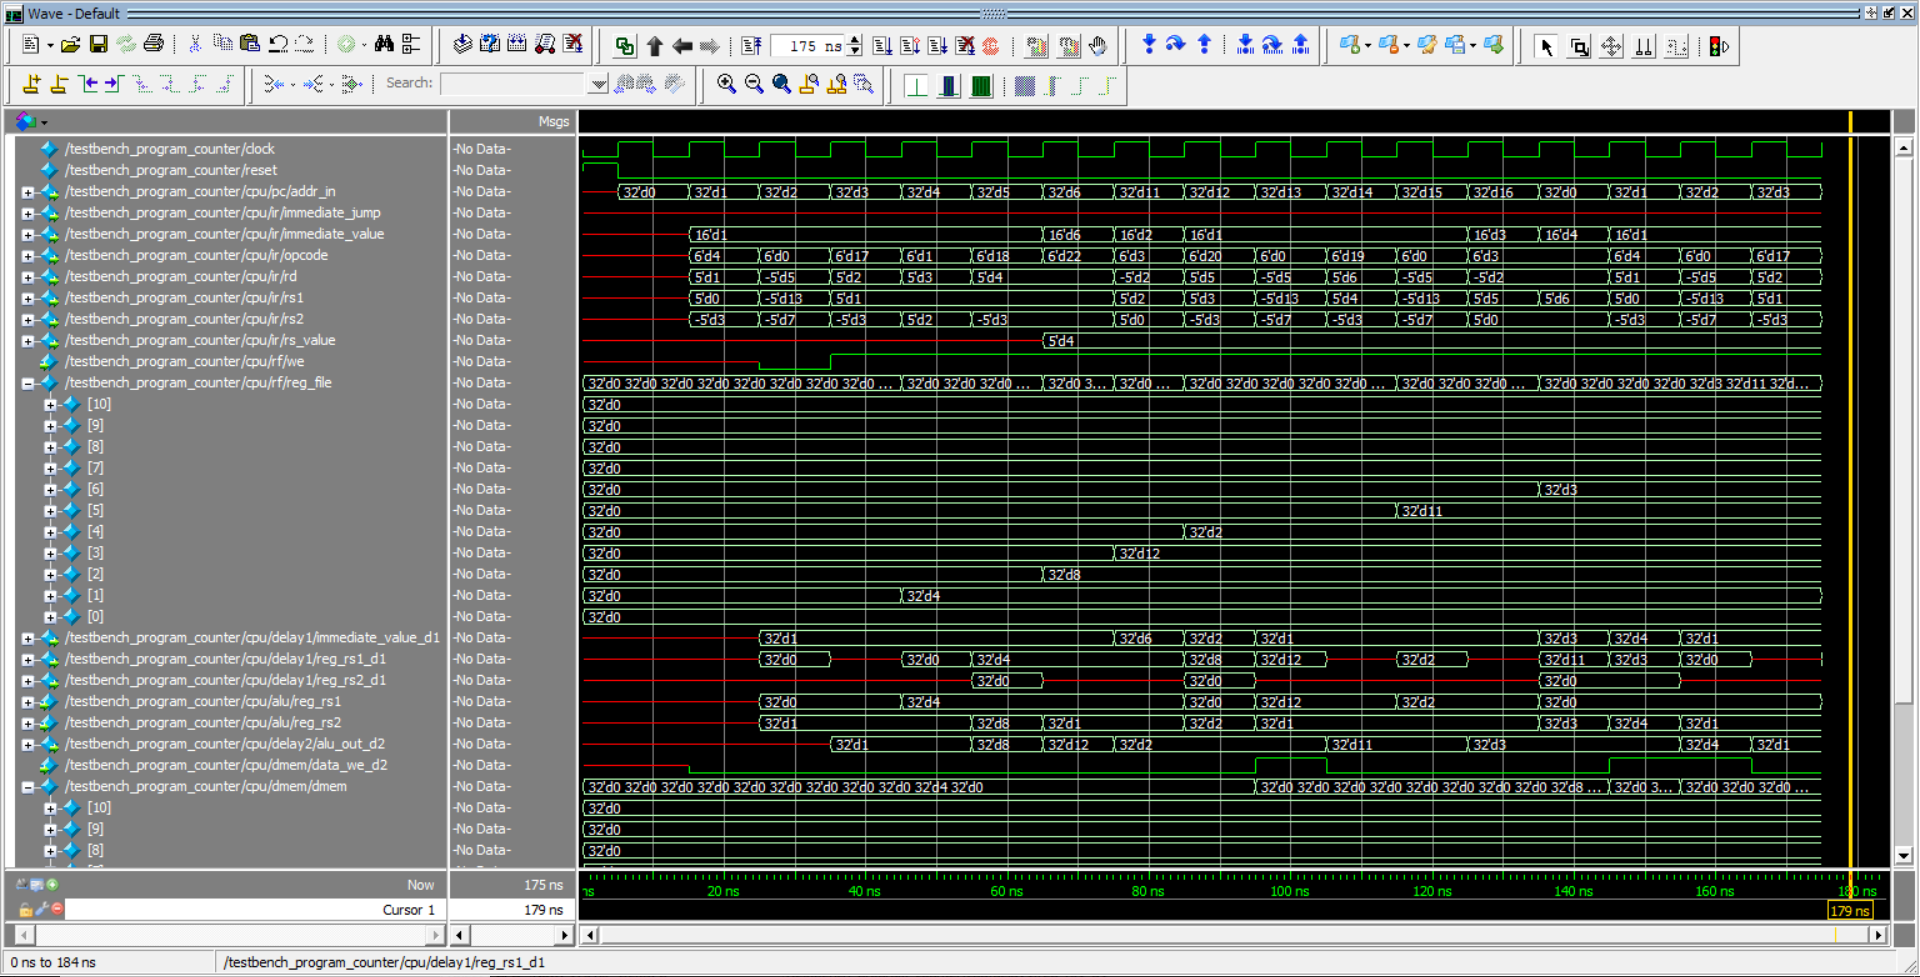 Wave - Default
175 ns
Search:
Msgs
/testbench_program_counter/clock -No Data-
/testbench_program_counter/reset -No Data-
/testbench_program_counter/cpu/pc/addr_in -No Data- 32'd0 32'd1 32'd2 32'd3 32'd4 32'd5 32'd6 32'd11 32'd12 32'd13 32'd14 32'd15 32'd16 32'd0 32'd1 32'd2 32'd3
/testbench_program_counter/cpu/ir/immediate_jump -No Data-
/testbench_program_counter/cpu/ir/immediate_value -No Data- 16'd1 16'd6 16'd2 16'd1 16'd3 16'd4 16'd1
/testbench_program_counter/cpu/ir/opcode -No Data- 6'd4 6'd0 6'd17 6'd1 6'd18 6'd22 6'd3 6'd20 6'd0 6'd19 6'd0 6'd3 6'd4 6'd0 6'd17
/testbench_program_counter/cpu/ir/rd -No Data- 5'd1 -5'd5 5'd2 5'd3 5'd4 -5'd2 5'd5 -5'd5 5'd6 -5'd5 -5'd2 5'd1 -5'd5 5'd2
/testbench_program_counter/cpu/ir/rs1 -No Data- 5'd0 -5'd13 5'd1 5'd2 5'd3 -5'd13 5'd4 -5'd13 5'd5 5'd6 5'd0 -5'd13 5'd1
/testbench_program_counter/cpu/ir/rs2 -No Data- -5'd3 -5'd7 -5'd3 5'd2 -5'd3 5'd0 -5'd3 -5'd7 -5'd3 -5'd7 5'd0 -5'd3 -5'd7 -5'd3
/testbench_program_counter/cpu/ir/rs_value -No Data- 5'd4
/testbench_program_counter/cpu/rf/we -No Data-
/testbench_program_counter/cpu/rf/reg_file -No Data- 32'd0 32'd0 32'd0 32'd0 32'd0 32'd0 32'd0 32'd0 ... 32'd0 32'd0 32'd0 ... 32'd0 3... 32'd0 ... 32'd0 32'd0 32'd0 32'd0 32'd0 ... 32'd0 32'd0 32'd0 ... 32'd0 32'd0 32'd0 32'd0 32'd3 32'd11 32'd...
[10] -No Data- 32'd0
[9] -No Data- 32'd0
[8] -No Data- 32'd0
[7] -No Data- 32'd0
[6] -No Data- 32'd0 32'd3
[5] -No Data- 32'd0 32'd11
[4] -No Data- 32'd0 32'd2
[3] -No Data- 32'd0 32'd12
[2] -No Data- 32'd0 32'd8
[1] -No Data- 32'd0 32'd4
[0] -No Data- 32'd0
/testbench_program_counter/cpu/delay1/immediate_value_d1 -No Data- 32'd1 32'd6 32'd2 32'd1 32'd3 32'd4 32'd1
/testbench_program_counter/cpu/delay1/reg_rs1_d1 -No Data- 32'd0 32'd0 32'd4 32'd8 32'd12 32'd2 32'd11 32'd3 32'd0
/testbench_program_counter/cpu/delay1/reg_rs2_d1 -No Data- 32'd0 32'd0 32'd0
/testbench_program_counter/cpu/alu/reg_rs1 -No Data- 32'd0 32'd4 32'd0 32'd12 32'd2 32'd0
/testbench_program_counter/cpu/alu/reg_rs2 -No Data- 32'd1 32'd8 32'd1 32'd2 32'd1 32'd3 32'd4 32'd1
/testbench_program_counter/cpu/delay2/alu_out_d2 -No Data- 32'd1 32'd8 32'd12 32'd2 32'd11 32'd3 32'd4 32'd1
/testbench_program_counter/cpu/dmem/data_we_d2 -No Data-
/testbench_program_counter/cpu/dmem/dmem -No Data- 32'd0 32'd0 32'd0 32'd0 32'd0 32'd0 32'd0 32'd0 32'd0 32'd4 32'd0 32'd0 32'd0 32'd0 32'd0 32'd0 32'd0 32'd0 32'd0 32'd8 ... 32'd0 3... 32'd0 32'd0 32'd0 ...
[10] -No Data- 32'd0
[9] -No Data- 32'd0
[8] -No Data- 32'd0
Now 175 ns
ns 20 ns 40 ns 60 ns 80 ns 100 ns 120 ns 140 ns 160 ns 180 ns
Cursor 1 179 ns 179 ns
0 ns to 184 ns /testbench_program_counter/cpu/delay1/reg_rs1_d1